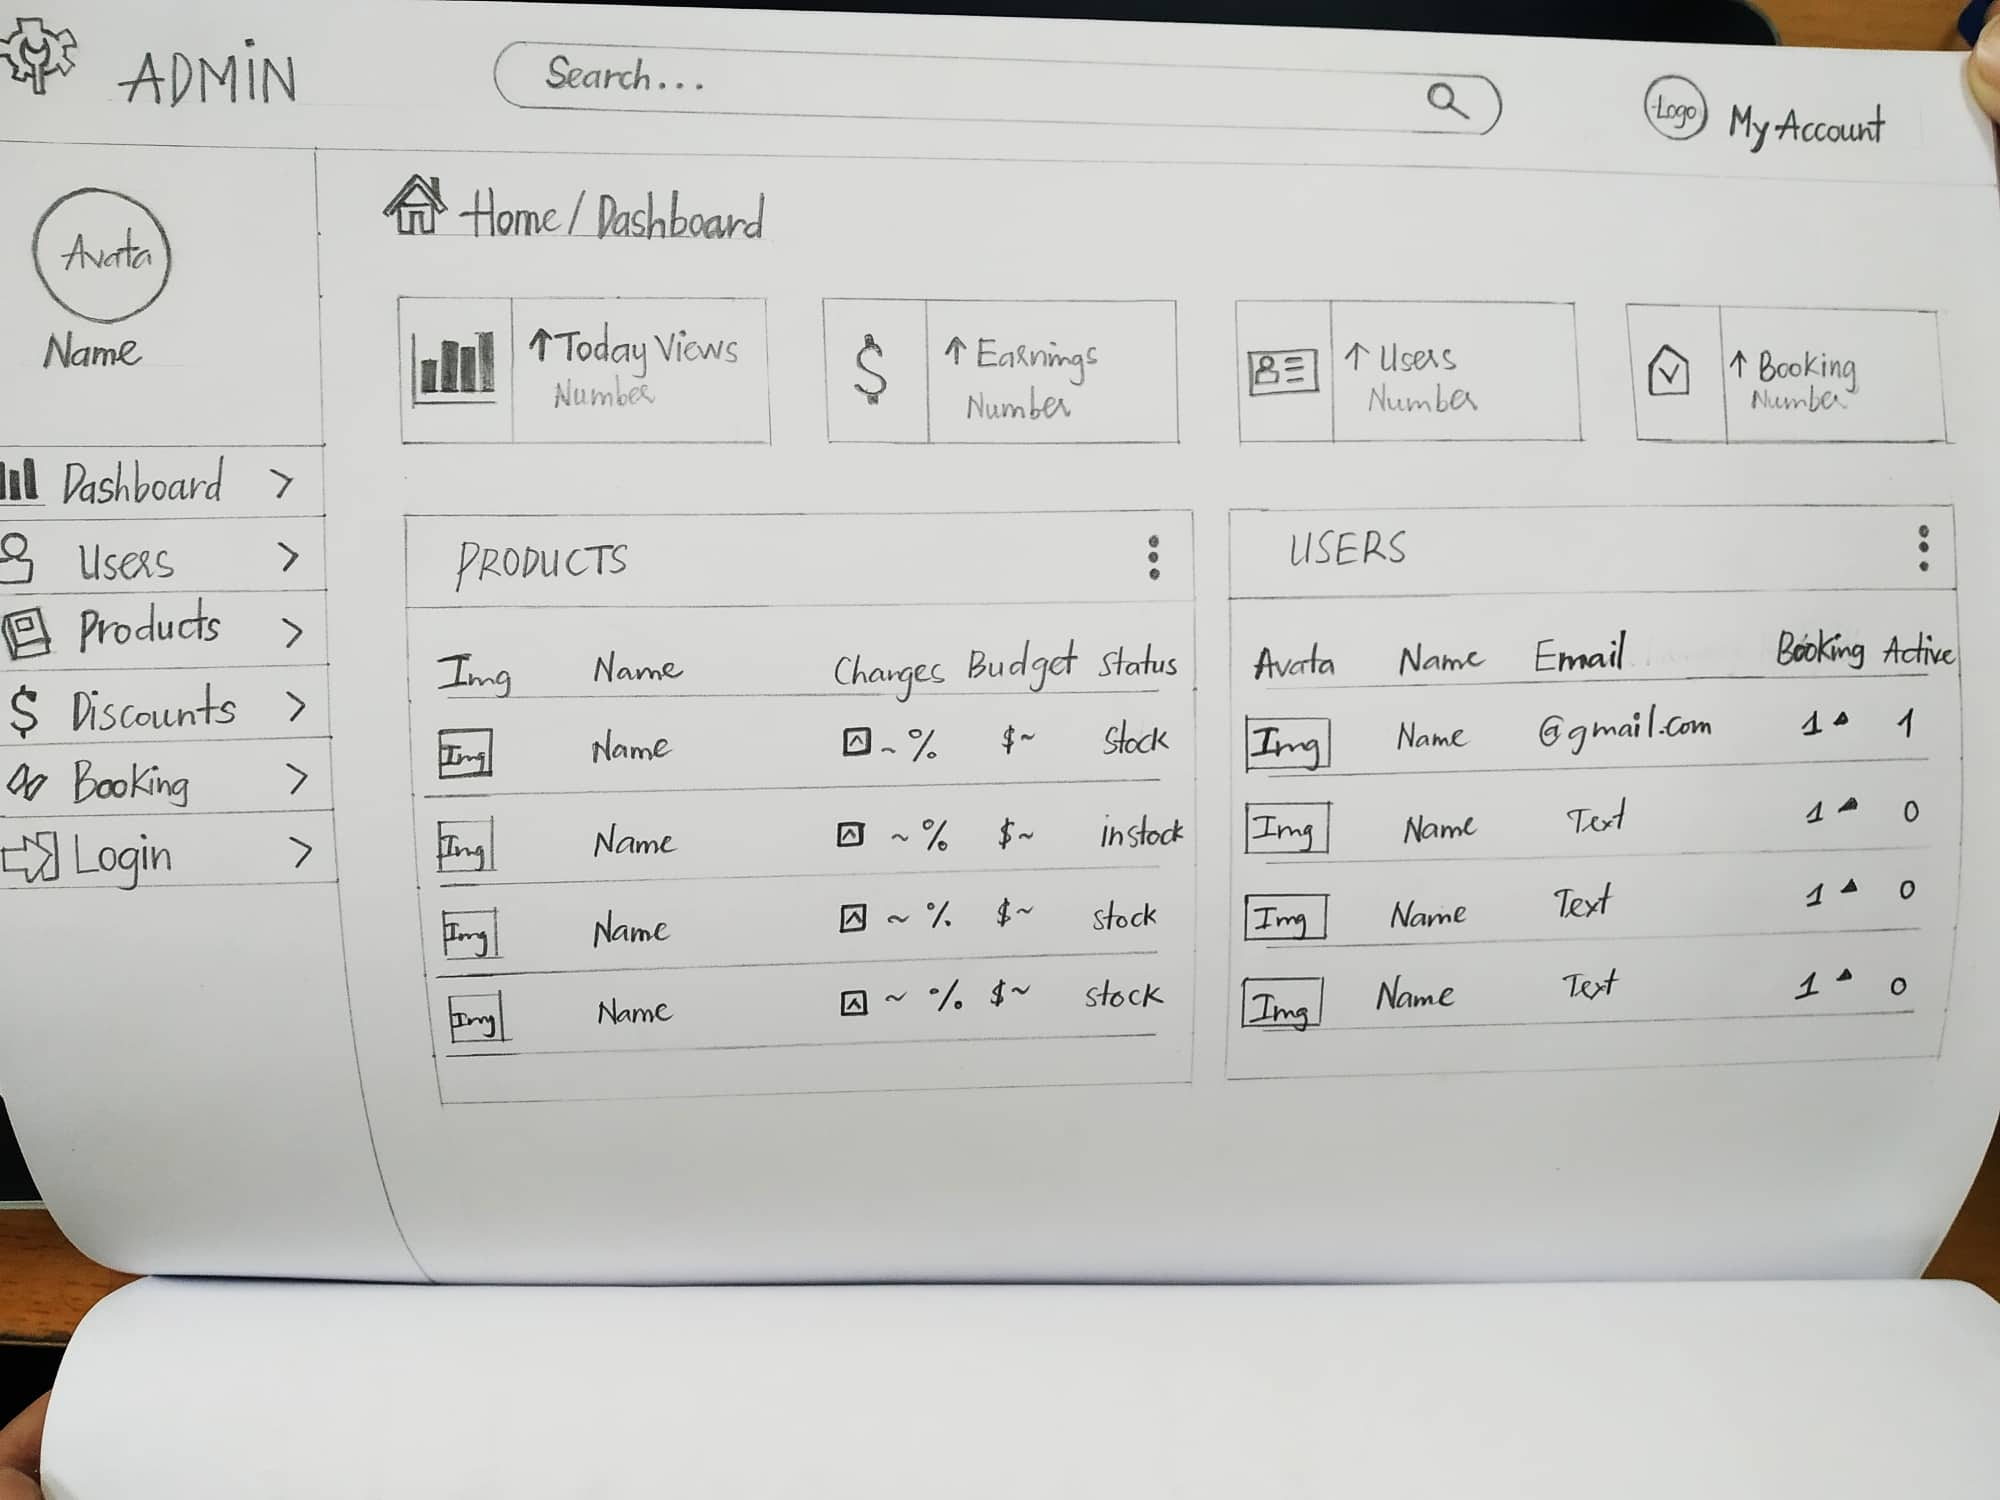 ADMIN
Search...
Logo My Account
Avata
Name
Home / Dashboard
↑ Today Views
Number
$ ↑ Earnings
Number
↑ Users
Number
↑ Booking
Number
Dashboard >
Users >
Products >
$ Discounts >
Booking >
Login >
PRODUCTS
Img Name Charges Budget Status
Img Name ~ % $~ Stock
Img Name ~ % $~ instock
Img Name ~ % $~ stock
Img Name ~ % $~ stock
USERS
Avata Name Email Booking Active
Img Name @gmail.com 1 ▲ 1
Img Name Text 1 ▲ 0
Img Name Text 1 ▲ 0
Img Name Text 1 ▲ 0